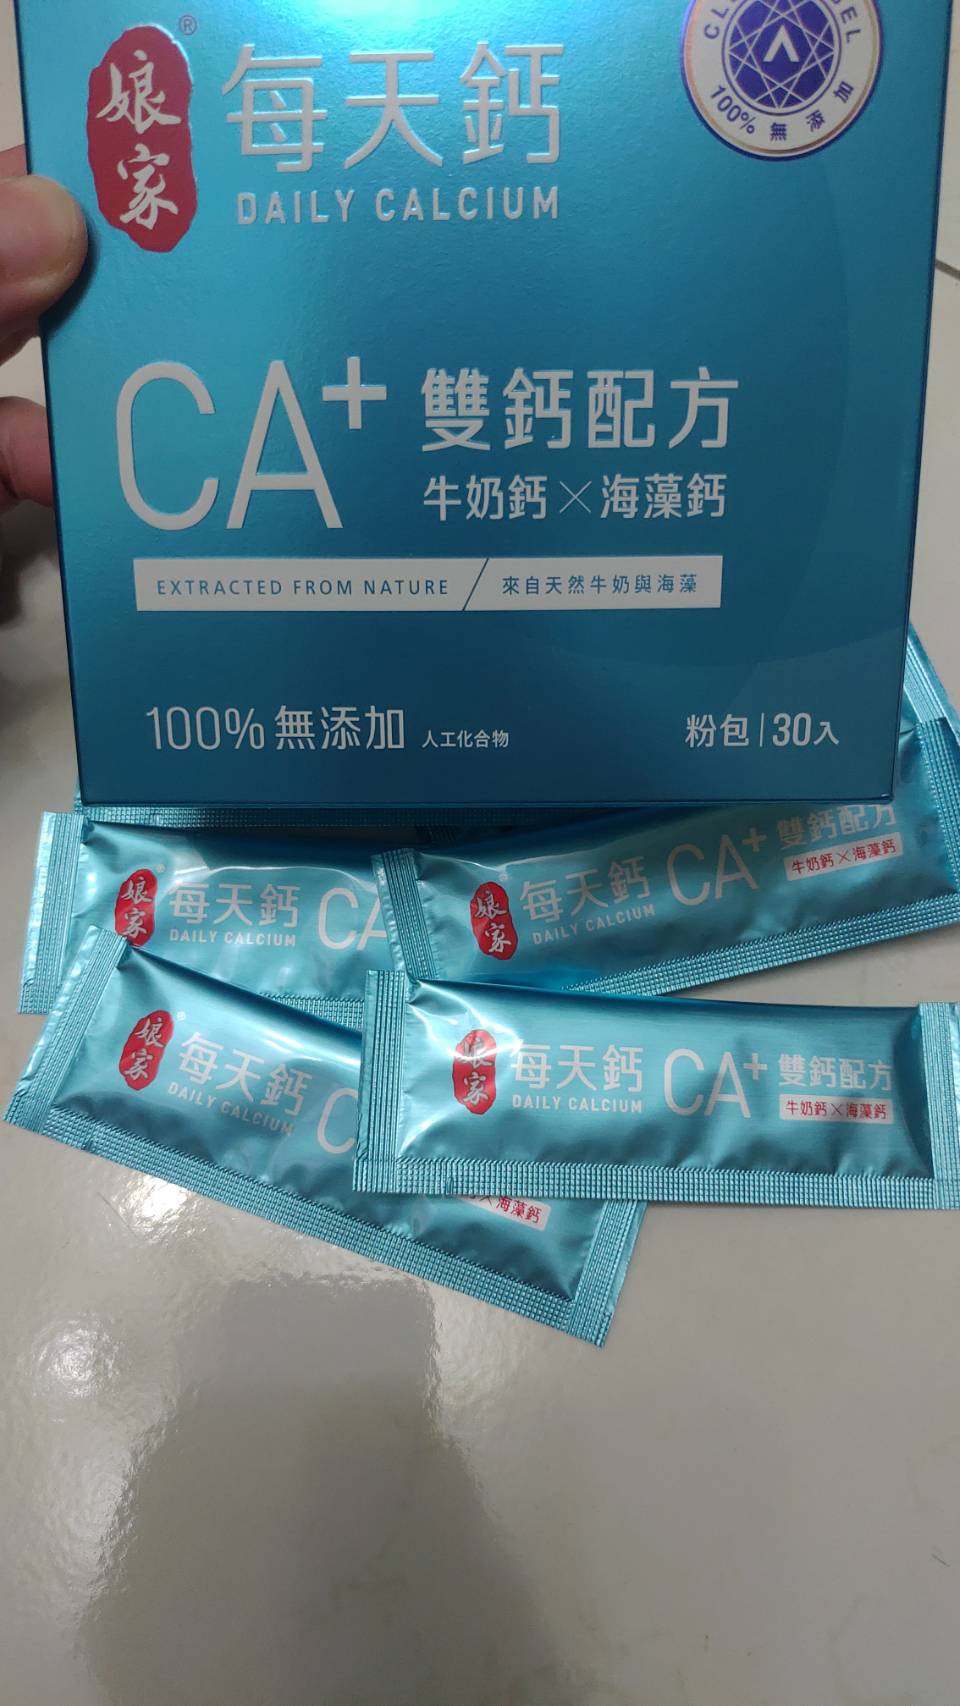 娘家®
每天鈣
DAILY CALCIUM
100% 無添加
CA+ 雙鈣配方
牛奶鈣×海藻鈣
EXTRACTED FROM NATURE / 來自天然牛奶與海藻
100% 無添加 人工化合物
粉包|30入
娘家® 每天鈣 CA
DAILY CALCIUM
娘家 每天鈣 CA+ 雙鈣配方
DAILY CALCIUM 牛奶鈣×海藻鈣
娘家® 每天鈣 C
DAILY CALCIUM
海藻鈣
娘家 每天鈣 CA+ 雙鈣配方
DAILY CALCIUM 牛奶鈣×海藻鈣